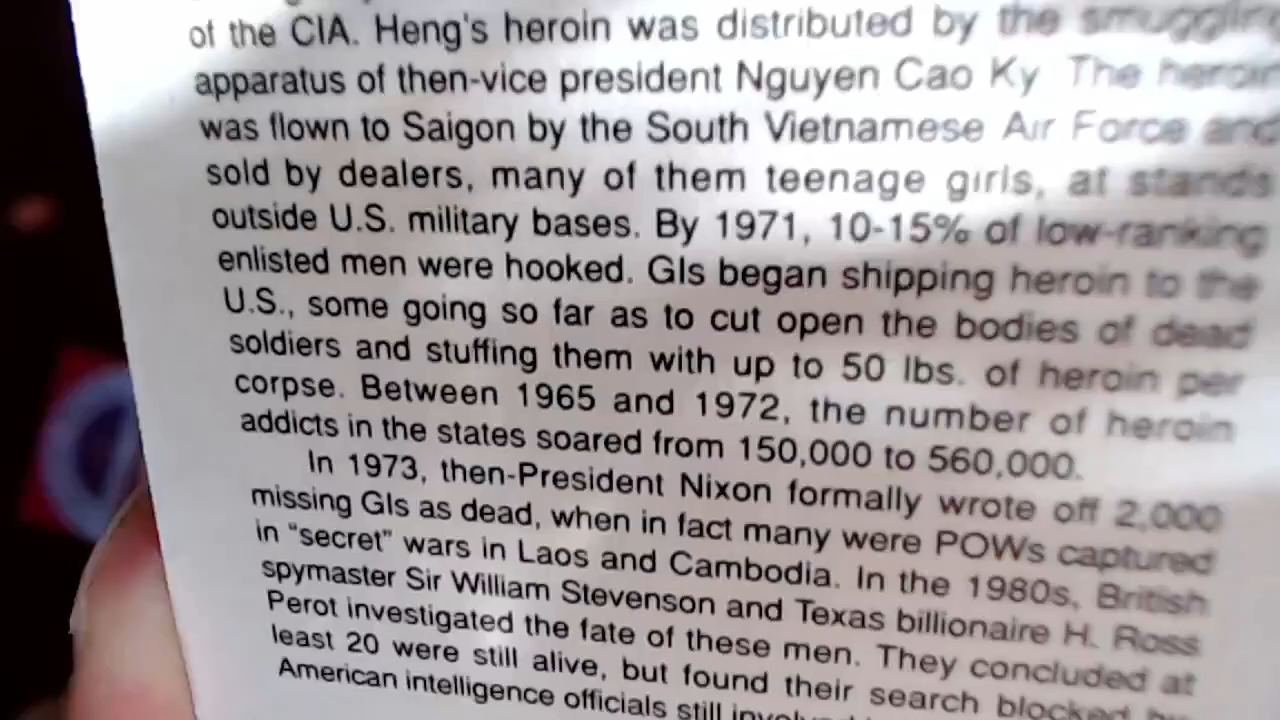 of the CIA. Heng's heroin was distributed by the smuggling
apparatus of then-vice president Nguyen Cao Ky The heroin
was flown to Saigon by the South Vietnamese Air Force and
sold by dealers, many of them teenage girls, at stands
outside U.S. military bases. By 1971, 10-15% of low-ranking
enlisted men were hooked. GIs began shipping heroin to the
U.S., some going so far as to cut open the bodies of dead
soldiers and stuffing them with up to 50 lbs. of heroin per
corpse. Between 1965 and 1972, the number of heroin
addicts in the states soared from 150,000 to 560,000.
In 1973, then-President Nixon formally wrote off 2,000
missing GIs as dead, when in fact many were POWs captured
in "secret" wars in Laos and Cambodia. In the 1980s, British
spymaster Sir William Stevenson and Texas billionaire H. Ross
Perot investigated the fate of these men. They concluded at
least 20 were still alive, but found their search blocked by
American intelligence officials still